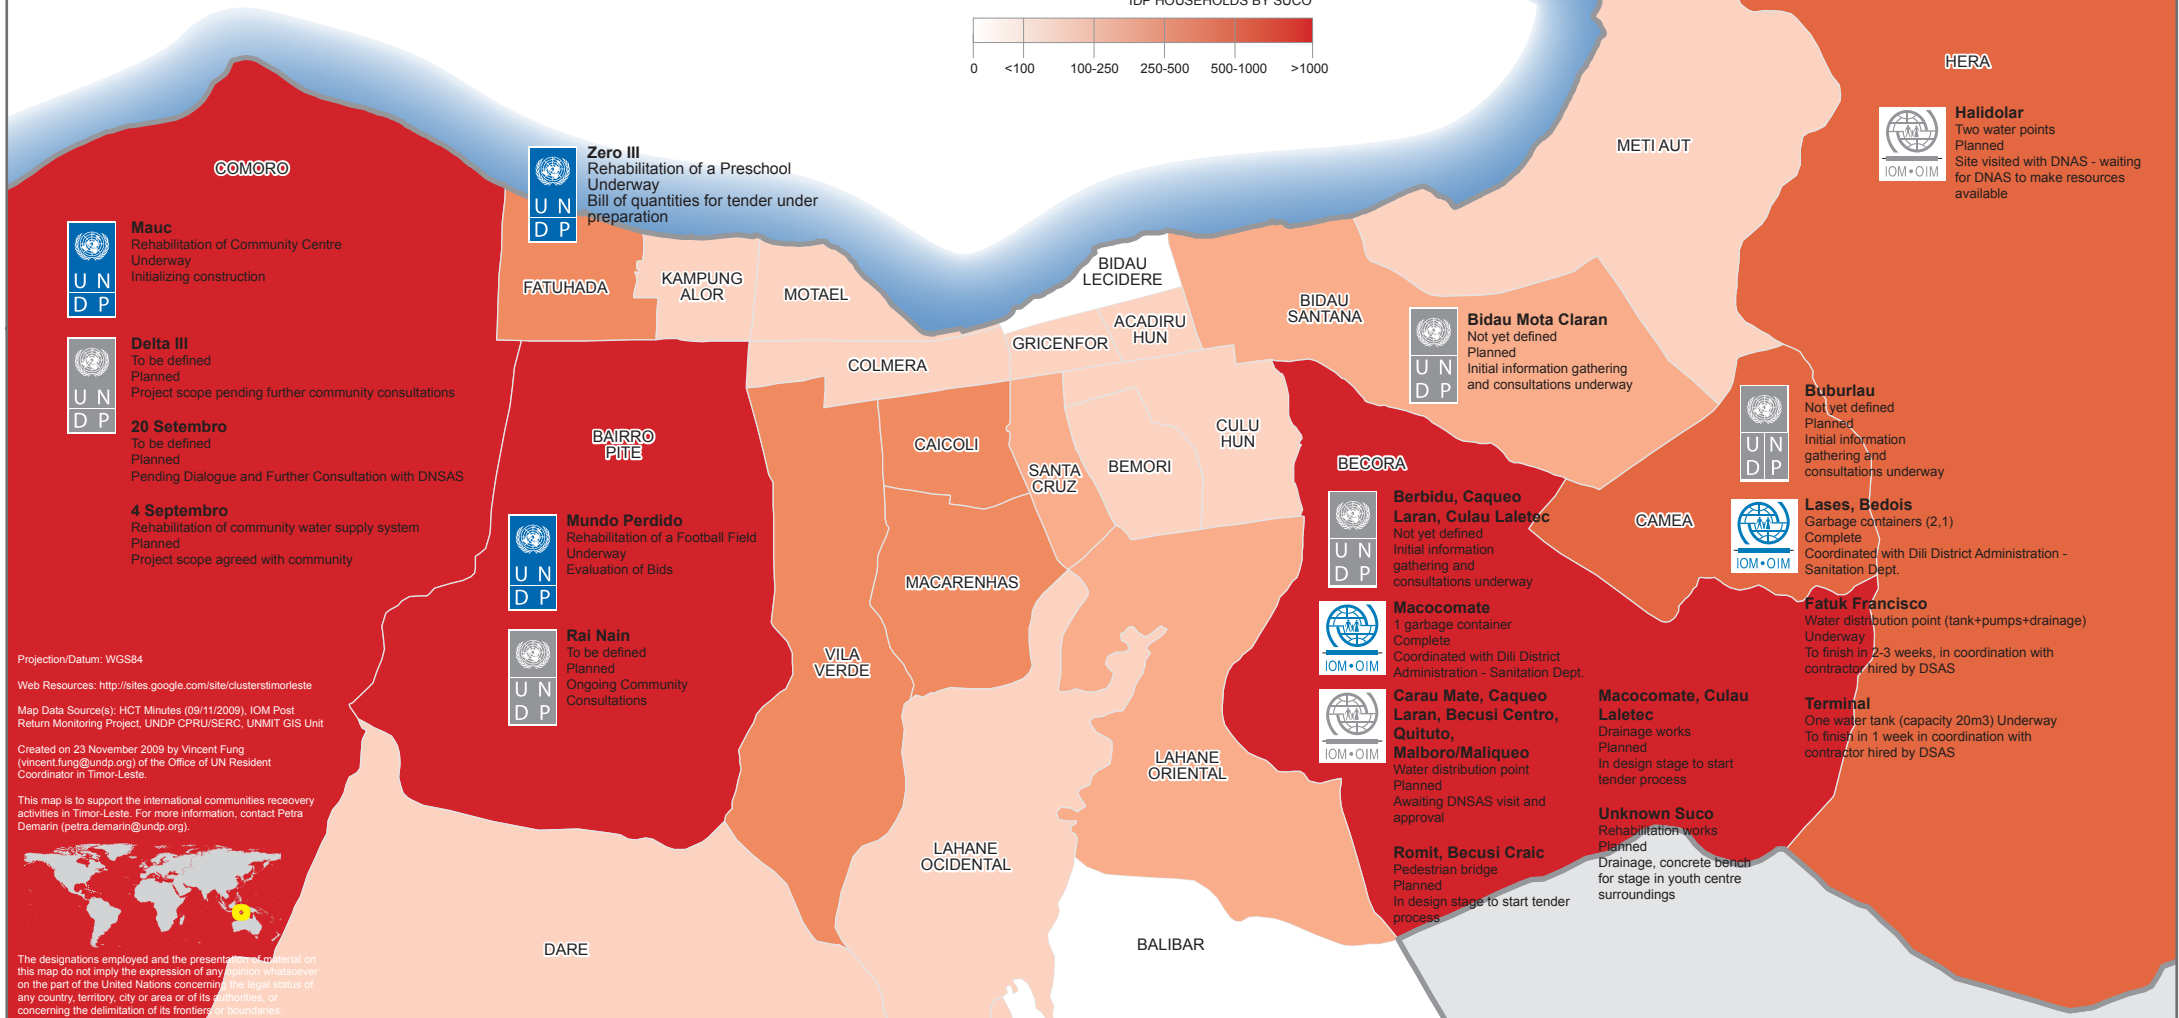 IDP HOUSEHOLDS BY SUCO
0 <100 100-250 250-500 500-1000 >1000
HERA
Halidolar
Two water points
Planned
Site visited with DNAS - waiting
for DNAS to make resources
available
IOM•OIM
METI AUT
COMORO
Zero III
Rehabilitation of a Preschool
Underway
Bill of quantities for tender under
preparation
U N
D P
Mauc
Rehabilitation of Community Centre
Underway
Initializing construction
U N
D P
Delta III
To be defined
Planned
Project scope pending further community consultations
U N
D P
20 Setembro
To be defined
Planned
Pending Dialogue and Further Consultation with DNSAS
4 Septembro
Rehabilitation of community water supply system
Planned
Project scope agreed with community
FATUHADA
KAMPUNG
ALOR
MOTAEL
BIDAU
LECIDERE
ACADIRU
HUN
GRICENFOR
COLMERA
BIDAU
SANTANA
Bidau Mota Claran
Not yet defined
Planned
Initial information gathering
and consultations underway
U N
D P
Buburlau
Not yet defined
Planned
Initial information
gathering and
consultations underway
U N
D P
BAIRRO
PITE
CAICOLI
SANTA
CRUZ
BEMORI
CULU
HUN
BECORA
CAMEA
Mundo Perdido
Rehabilitation of a Football Field
Underway
Evaluation of Bids
U N
D P
Rai Nain
To be defined
Planned
Ongoing Community
Consultations
U N
D P
MACARENHAS
VILA
VERDE
Berbidu, Caqueo
Laran, Culau Laletec
Not yet defined
Initial information
gathering and
consultations underway
U N
D P
Macocomate
1 garbage container
Complete
Coordinated with Dili District
Administration - Sanitation Dept.
IOM•OIM
Carau Mate, Caqueo
Laran, Becusi Centro,
Quituto,
Malboro/Maliqueo
Water distribution point
Planned
Awaiting DNSAS visit and
approval
IOM•OIM
Romit, Becusi Craic
Pedestrian bridge
Planned
In design stage to start tender
process
Macocomate, Culau
Laletec
Drainage works
Planned
In design stage to start
tender process
Unknown Suco
Rehabilitation works
Planned
Drainage, concrete bench
for stage in youth centre
surroundings
Lases, Bedois
Garbage containers (2,1)
Complete
Coordinated with Dili District Administration -
Sanitation Dept.
IOM•OIM
Fatuk Francisco
Water distrbution point (tank+pumps+drainage)
Underway
To finish in 2-3 weeks, in coordination with
contractor hired by DSAS
Terminal
One water tank (capacity 20m3) Underway
To finish in 1 week in coordination with
contractor hired by DSAS
LAHANE
ORIENTAL
LAHANE
OCIDENTAL
DARE
BALIBAR
Projection/Datum: WGS84
Web Resources: http://sites.google.com/site/clusterstimorleste
Map Data Source(s): HCT Minutes (09/11/2009), IOM Post
Return Monitoring Project, UNDP CPRU/SERC, UNMIT GIS Unit
Created on 23 November 2009 by Vincent Fung
(vincent.fung@undp.org) of the Office of UN Resident
Coordinator in Timor-Leste.
This map is to support the international communities receovery
activities in Timor-Leste. For more information, contact Petra
Demarin (petra.demarin@undp.org).
The designations employed and the presentation of material on
this map do not imply the expression of any opinion whatsoever
on the part of the United Nations concerning the legal status of
any country, territory, city or area or of its authorities, or
concerning the delimitation of its frontiers or boundaries.